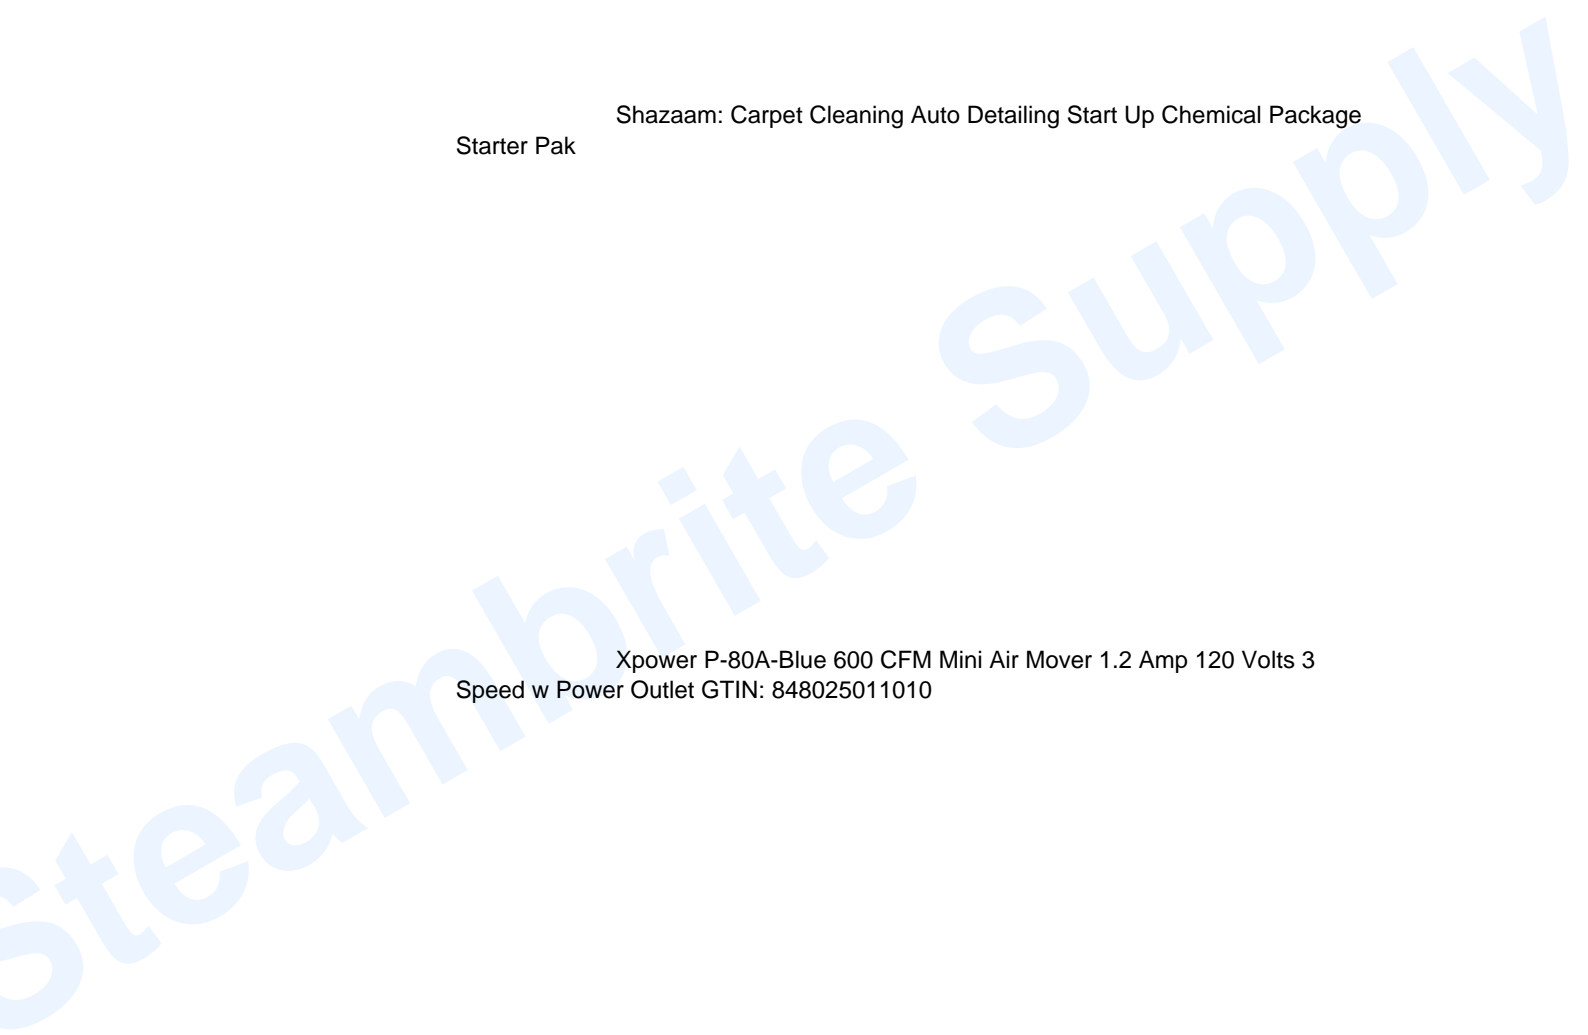 Shazaam: Carpet Cleaning Auto Detailing Start Up Chemical Package
Starter Pak
Steambrite Supply
Xpower P-80A-Blue 600 CFM Mini Air Mover 1.2 Amp 120 Volts 3
Speed w Power Outlet GTIN: 848025011010